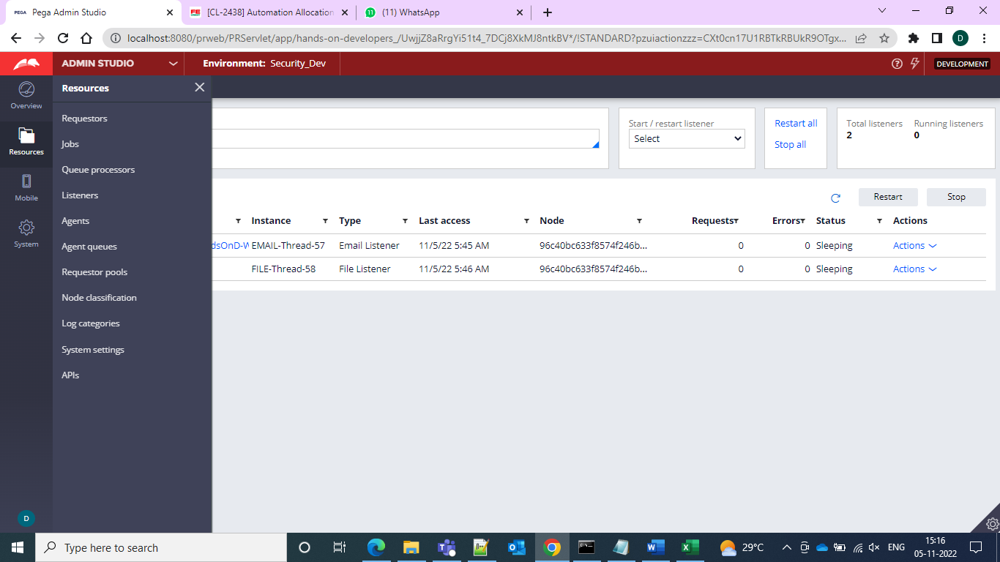 PEGA Pega Admin Studio
[CL-2438] Automation Allocation
11 (11) WhatsApp
localhost:8080/prweb/PRServlet/app/hands-on-developers_/UwjjZ8aRrgYi51t4_7DCj8XkMJ8ntkBV*/!STANDARD?pzuiactionzzz=CXt0cn17U1RBTkRBUkR9OTgx...
D
ADMIN STUDIO
Environment: Security_Dev
DEVELOPMENT
Overview
Resources
Mobile
System
D
Resources
Requestors
Jobs
Queue processors
Listeners
Agents
Agent queues
Requestor pools
Node classification
Log categories
System settings
APIs
Start / restart listener
Select
Restart all
Stop all
Total listeners Running listeners
2 0
Restart Stop
Instance Type Last access Node Requests Errors Status Actions
dsOnD-W EMAIL-Thread-57 Email Listener 11/5/22 5:45 AM 96c40bc633f8574f246b... 0 0 Sleeping Actions
FILE-Thread-58 File Listener 11/5/22 5:46 AM 96c40bc633f8574f246b... 0 0 Sleeping Actions
Type here to search
29°C
ENG
15:16
05-11-2022